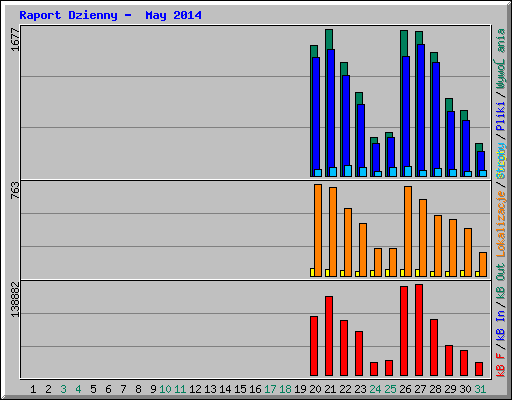 Raport Dzienny - May 2014
1677
763
138882
kB F / kB In / kB Out Lokalizacje / Strony / Pliki / Wywoł ania
1 2 3 4 5 6 7 8 9 10 11 12 13 14 15 16 17 18 19 20 21 22 23 24 25 26 27 28 29 30 31